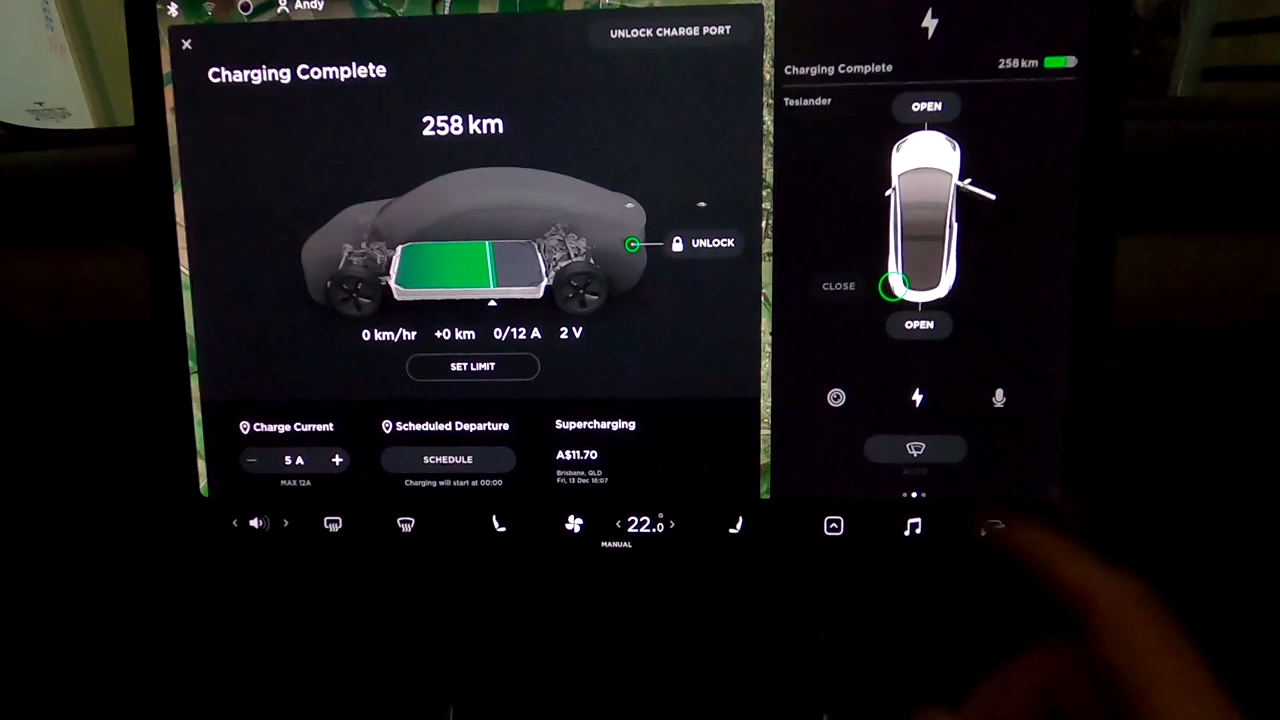 Andy
UNLOCK CHARGE PORT
Charging Complete
258 km
UNLOCK
0 km/hr +0 km 0/12 A 2 V
SET LIMIT
Charge Current
5 A
MAX 12A
Scheduled Departure
SCHEDULE
Charging will start at 00:00
Supercharging
A$11.70
Brisbane, QLD
Fri, 13 Dec 16:07
22.0
MANUAL
Charging Complete 258 km
Teslander
OPEN
CLOSE
OPEN
AUTO